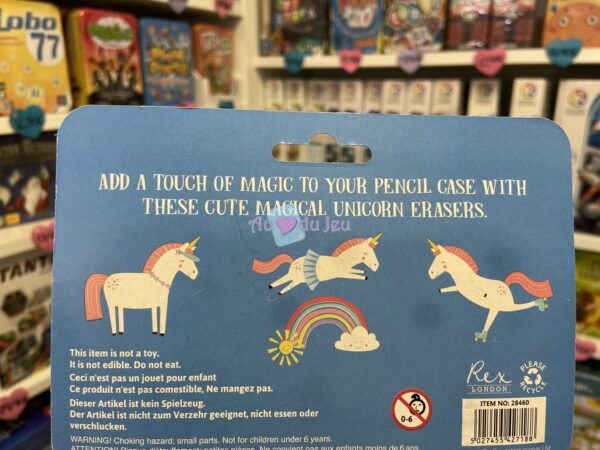 Lobo
77
ADD A TOUCH OF MAGIC TO YOUR PENCIL CASE WITH
THESE CUTE MAGICAL UNICORN ERASERS.
Au du Jeu
This item is not a toy.
It is not edible. Do not eat.
Ceci n'est pas un jouet pour enfant
Ce produit n'est pas comestible, Ne mangez pas.
Dieser Artikel ist kein Spielzeug.
Der Artikel ist nicht zum Verzehr geeignet, nicht essen oder
verschlucken.
WARNING! Choking hazard; small parts. Not for children under 6 years.
0-6
Rex
LONDON
PLEASE
RECYCLE
ITEM NO: 28460
9 027455 427188